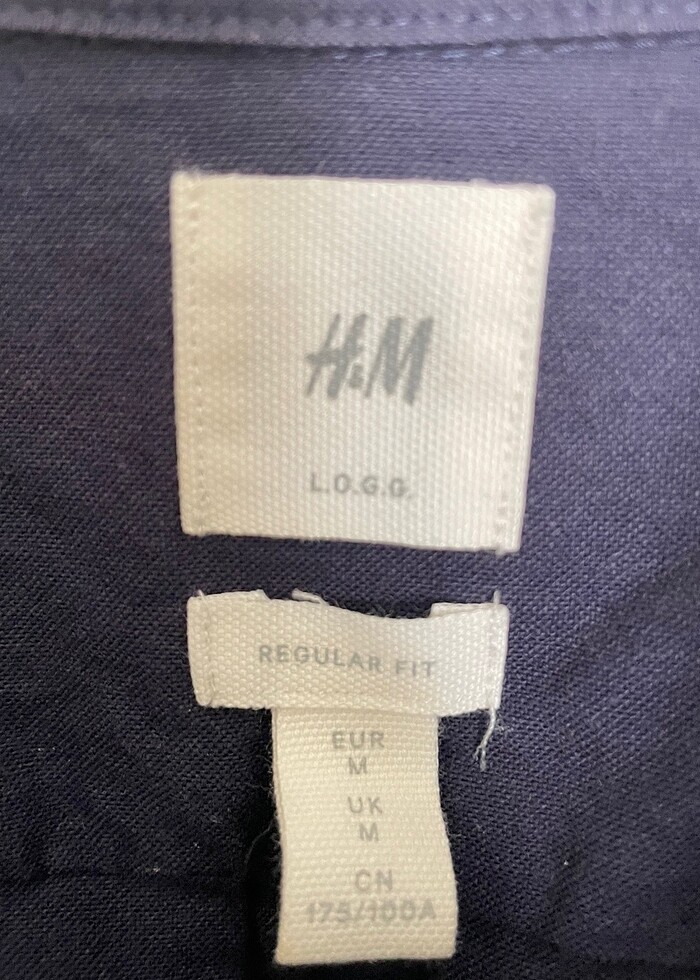 H&M
L.O.G.G.
REGULAR FIT
EUR
M
UK
M
CN
175/100A